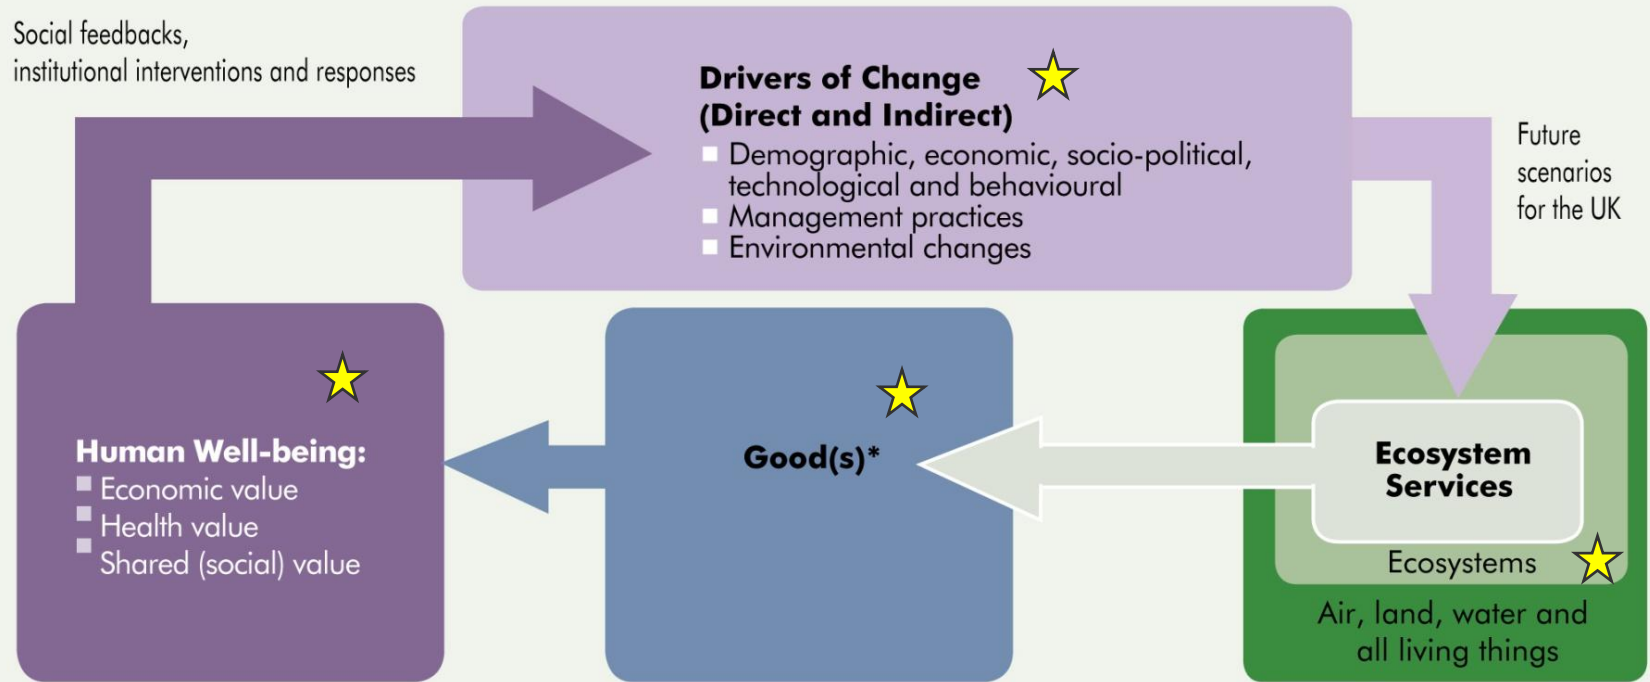 Social feedbacks,
institutional interventions and responses
Drivers of Change
(Direct and Indirect)
Demographic, economic, socio-political,
technological and behavioural
Management practices
Environmental changes
Future
scenarios
for the UK
Human Well-being:
Economic value
Health value
Shared (social) value
Good(s)*
Ecosystem
Services
Ecosystems
Air, land, water and
all living things